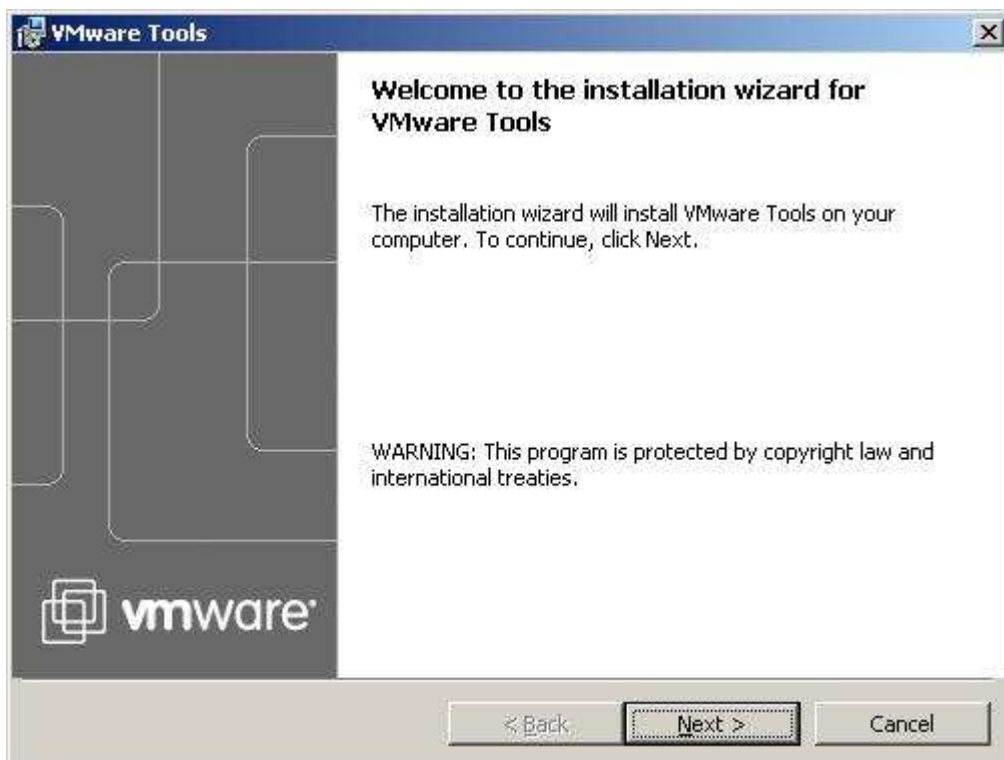 VMware Tools
Welcome to the installation wizard for
VMware Tools
The installation wizard will install VMware Tools on your
computer. To continue, click Next.
WARNING: This program is protected by copyright law and
international treaties.
vmware
< Back
Next >
Cancel